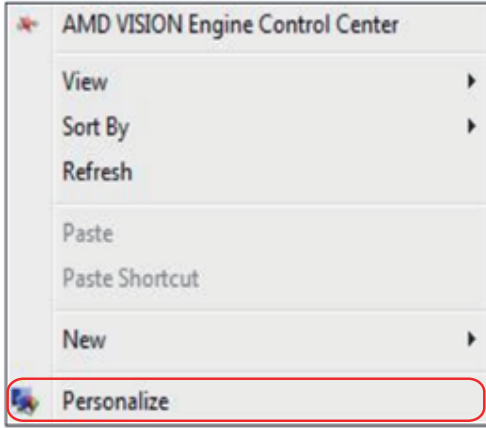 AMD VISION Engine Control Center
View
Sort By
Refresh
Paste
Paste Shortcut
New
Personalize